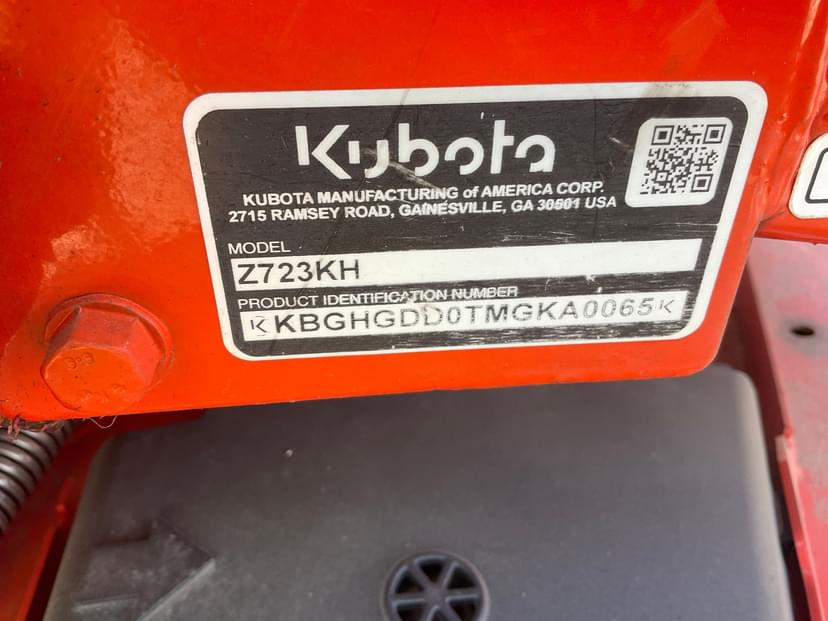 Kubota
KUBOTA MANUFACTURING of AMERICA CORP.
2715 RAMSEY ROAD, GAINESVILLE, GA 30501 USA
MODEL
Z723KH
PRODUCT IDENTIFICATION NUMBER
KBGHGDD0TMGKA0065